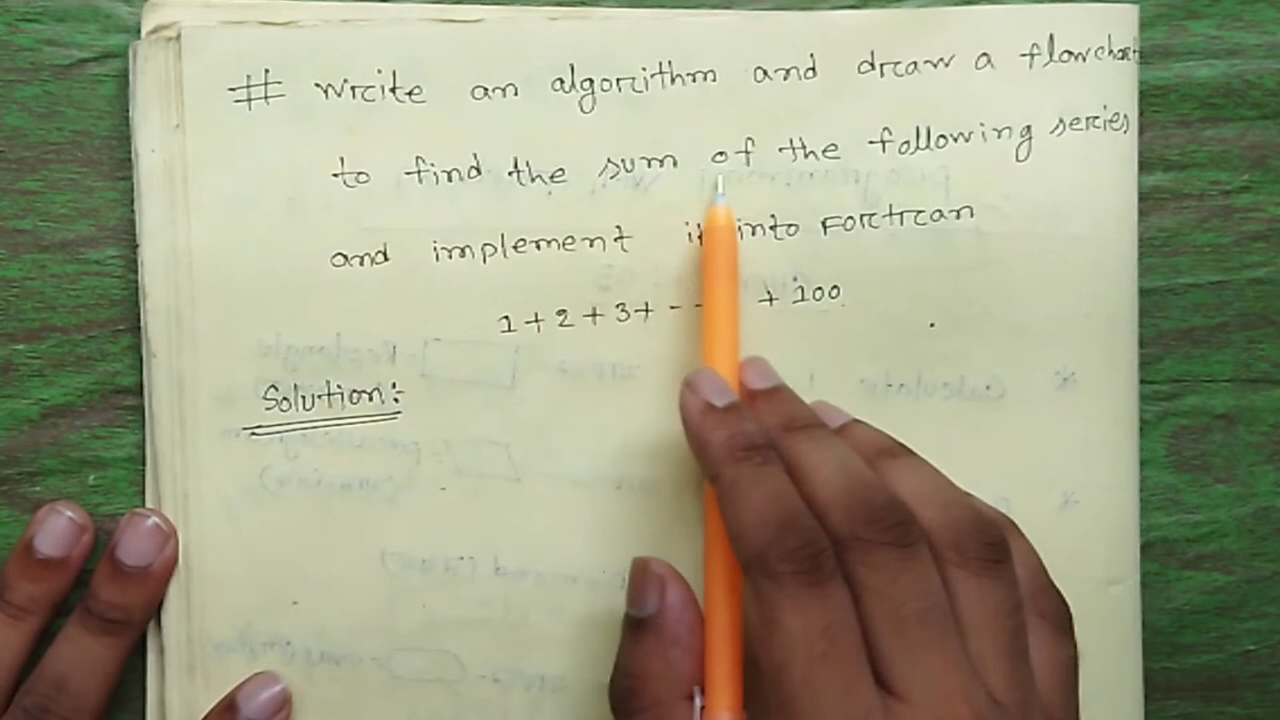 # write an algorithm and draw a flowchart
to find the sum of the following series
and implement it into Fortran
1 + 2 + 3 + - - + 100
Solution:-